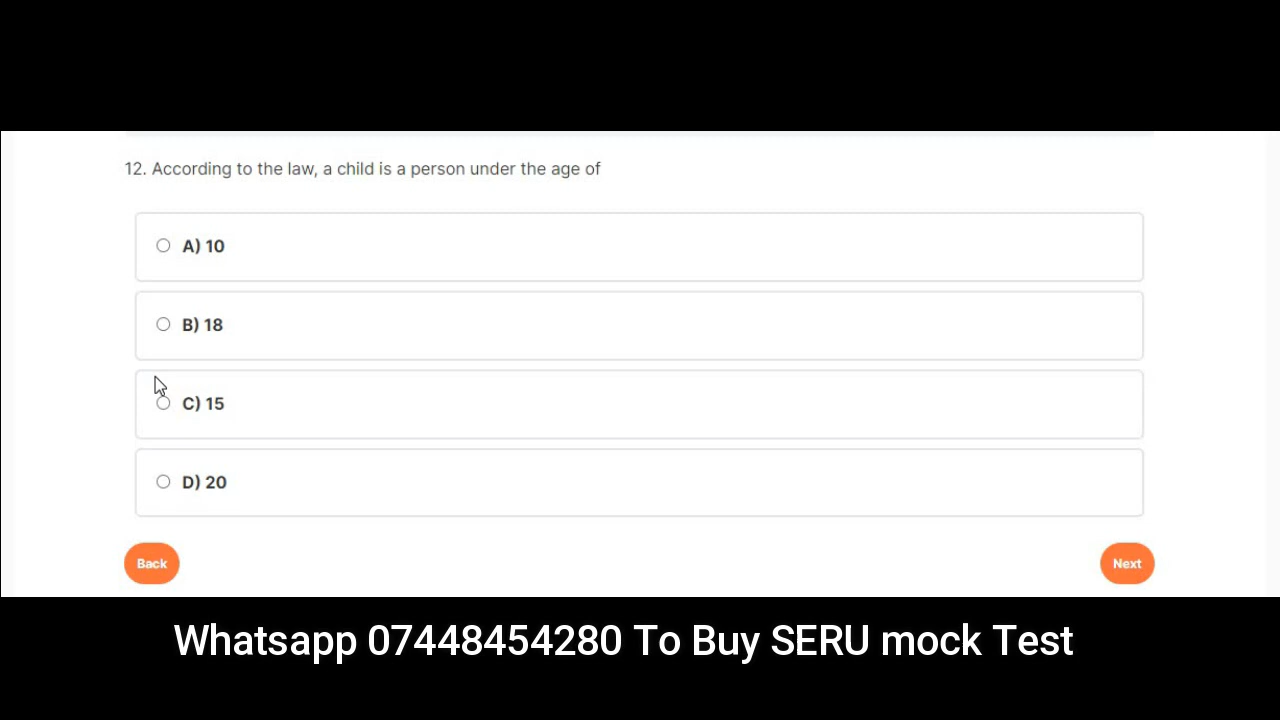 12. According to the law, a child is a person under the age of
A) 10
B) 18
C) 15
D) 20
Back
Next
Whatsapp 07448454280 To Buy SERU mock Test